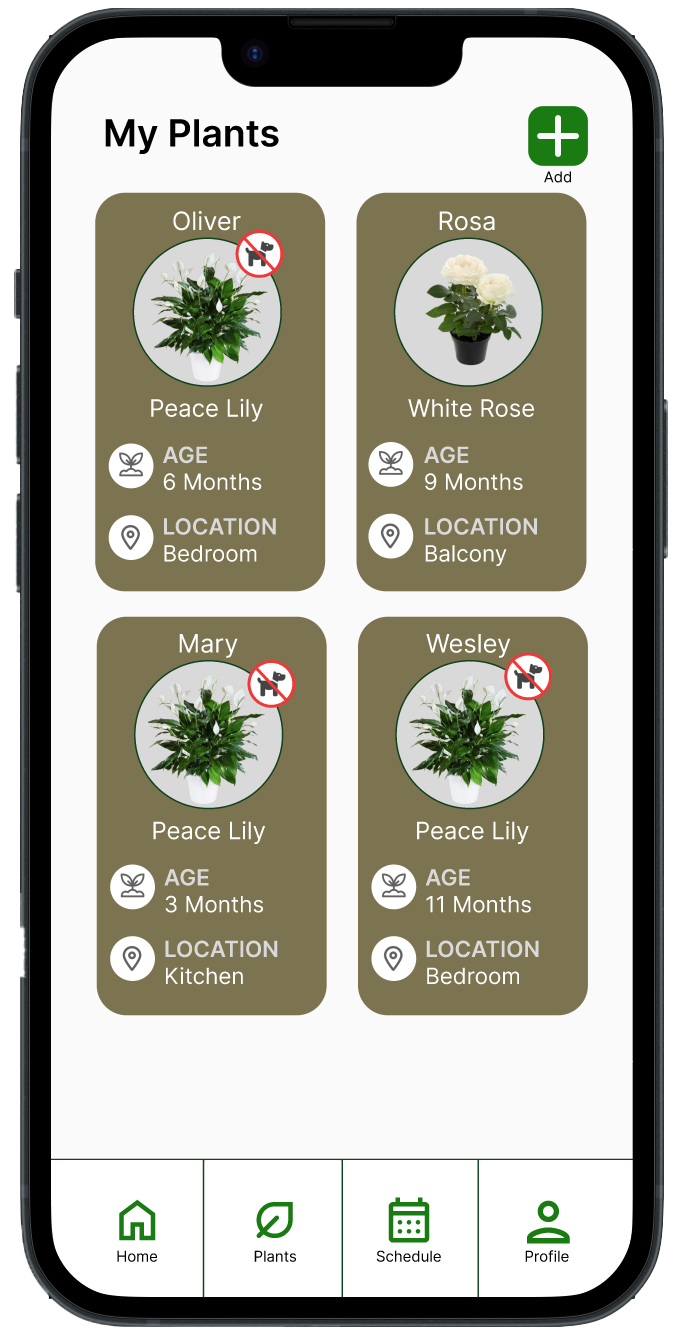 My Plants
Add
Oliver
Peace Lily
AGE
6 Months
LOCATION
Bedroom
Rosa
White Rose
AGE
9 Months
LOCATION
Balcony
Mary
Peace Lily
AGE
3 Months
LOCATION
Kitchen
Wesley
Peace Lily
AGE
11 Months
LOCATION
Bedroom
Home
Plants
Schedule
Profile